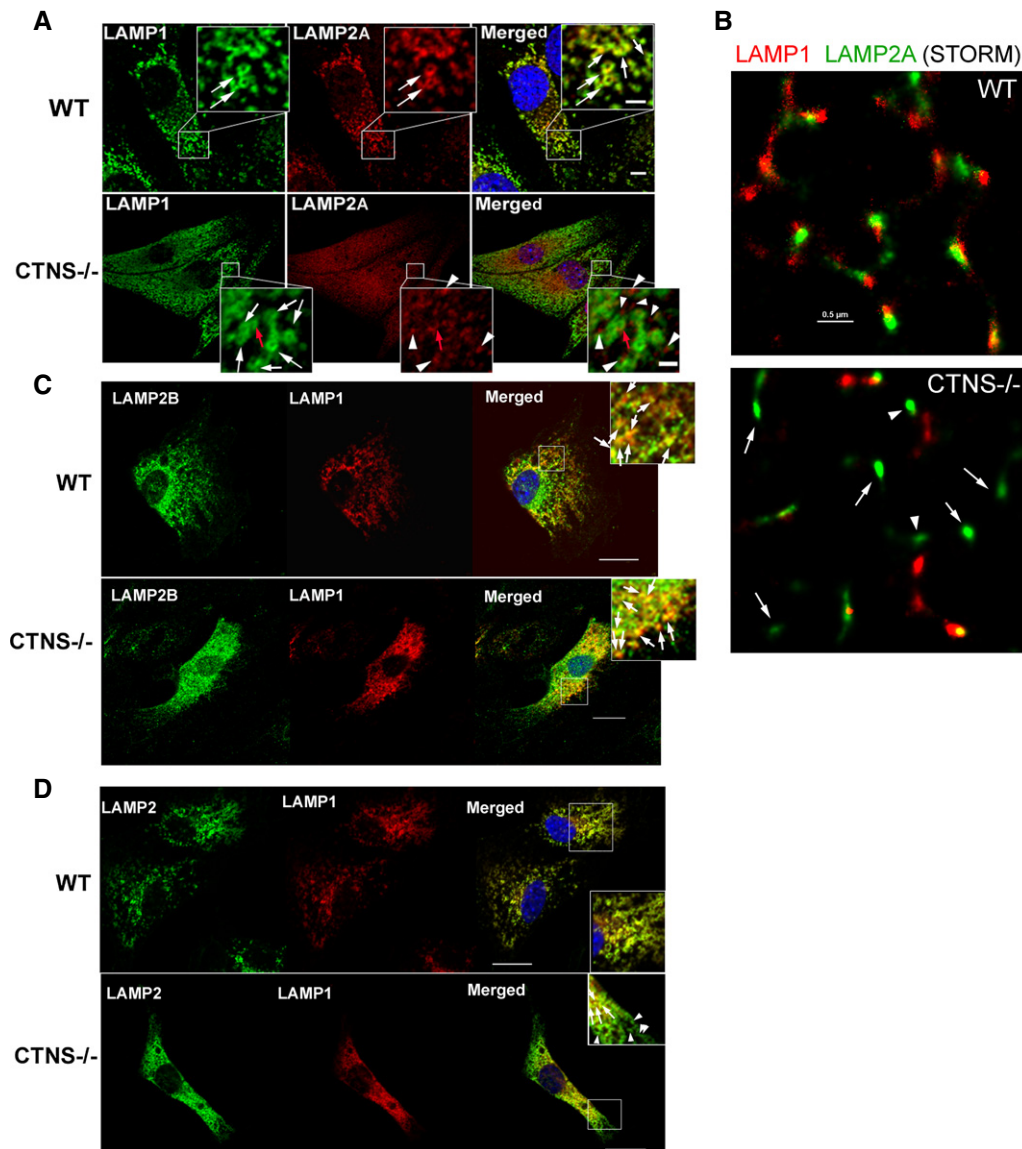 A
LAMP1 LAMP2A Merged
WT
LAMP1 LAMP2A Merged
CTNS-/-
B
LAMP1 LAMP2A (STORM)
WT
0.5 µm
CTNS-/-
C
LAMP2B LAMP1 Merged
WT
LAMP2B LAMP1 Merged
CTNS-/-
D
LAMP2 LAMP1 Merged
WT
LAMP2 LAMP1 Merged
CTNS-/-